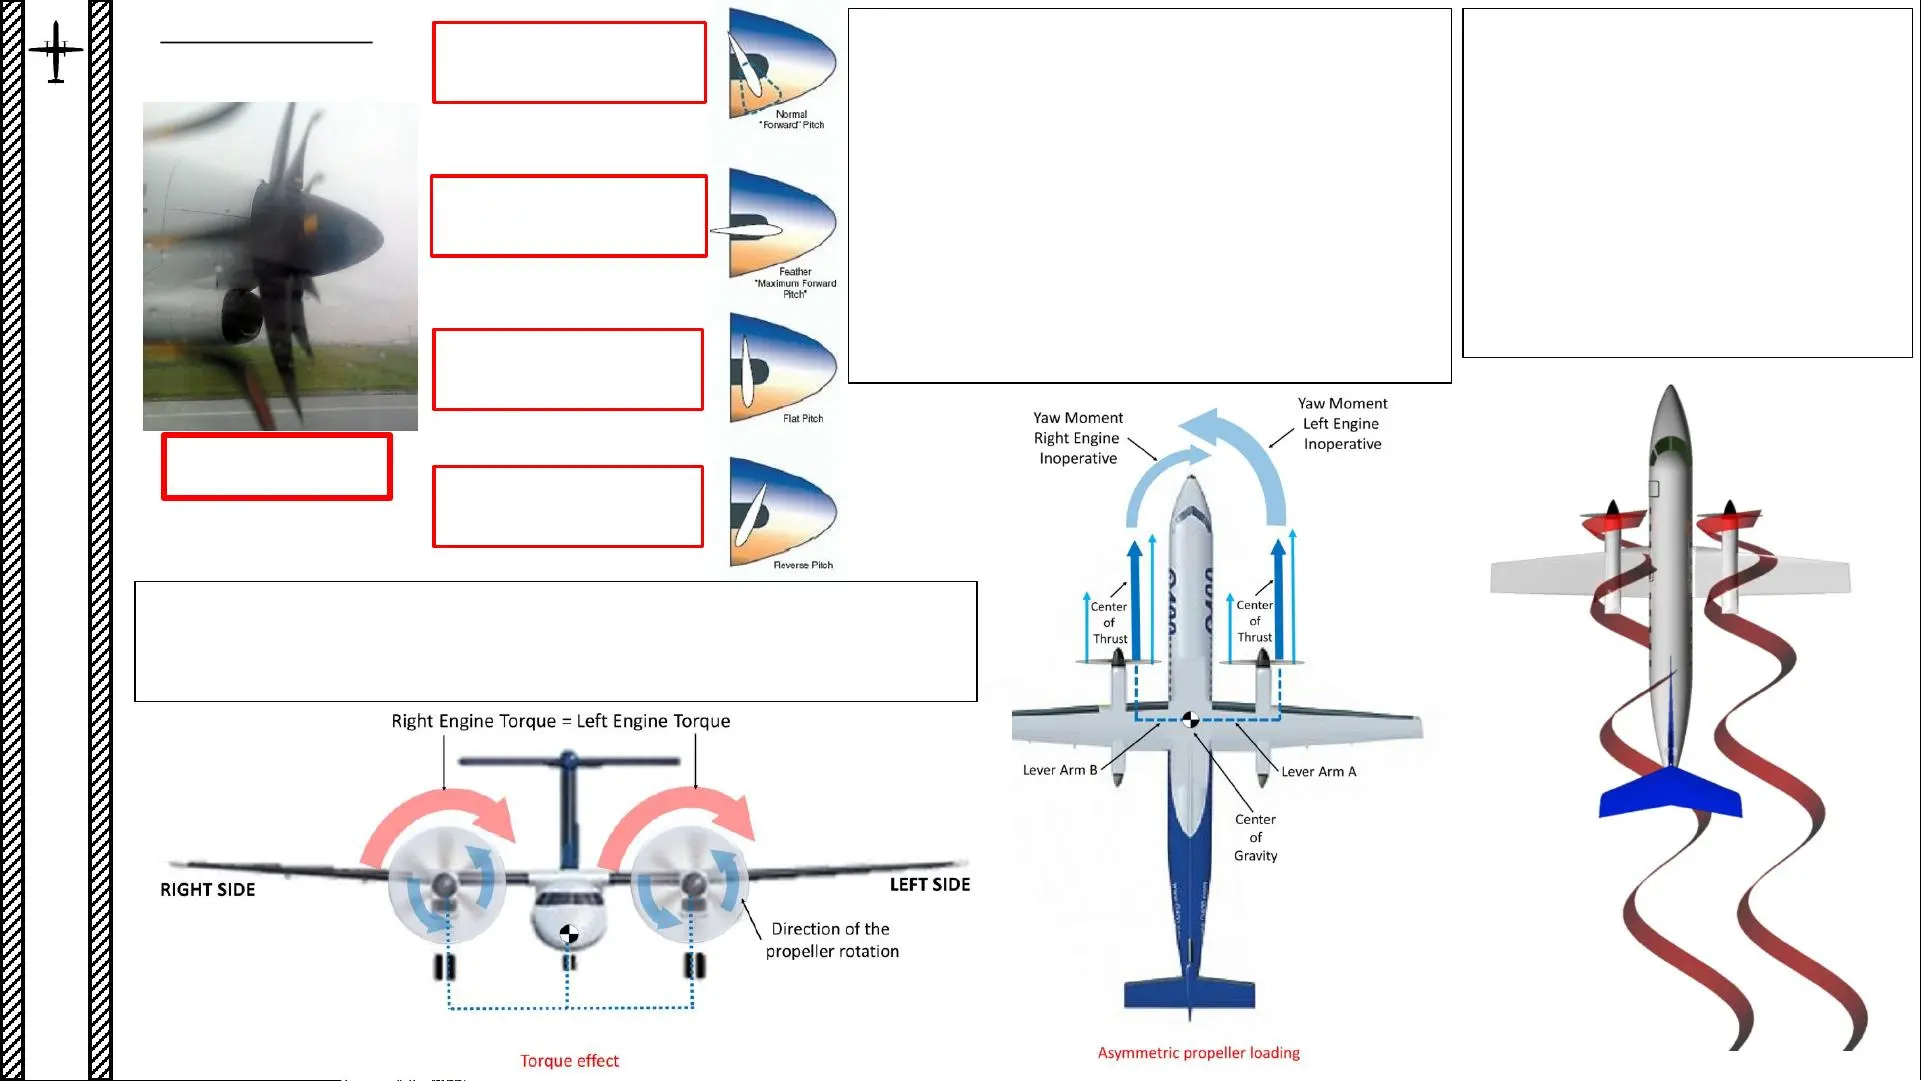 Normal
"Forward" Pitch
Feather
"Maximum Forward
Pitch"
Flat Pitch
Reverse Pitch
Yaw Moment
Right Engine
Inoperative
Yaw Moment
Left Engine
Inoperative
Center
of
Thrust
Center
of
Thrust
Lever Arm B
Lever Arm A
Center
of
Gravity
Asymmetric propeller loading
Right Engine Torque = Left Engine Torque
RIGHT SIDE
LEFT SIDE
Direction of the
propeller rotation
Torque effect